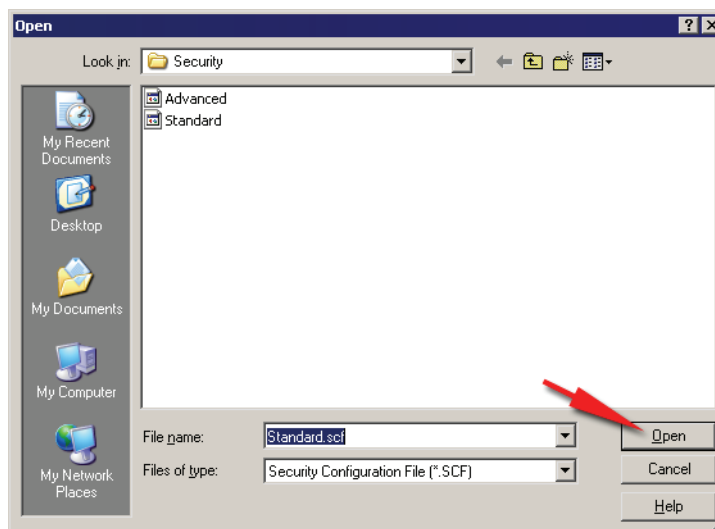 Open
Look in:
Security
My Recent
Documents
Desktop
My Documents
My Computer
My Network
Places
Advanced
Standard
File name:
Standard.scf
Open
Files of type:
Security Configuration File (*.SCF)
Cancel
Help